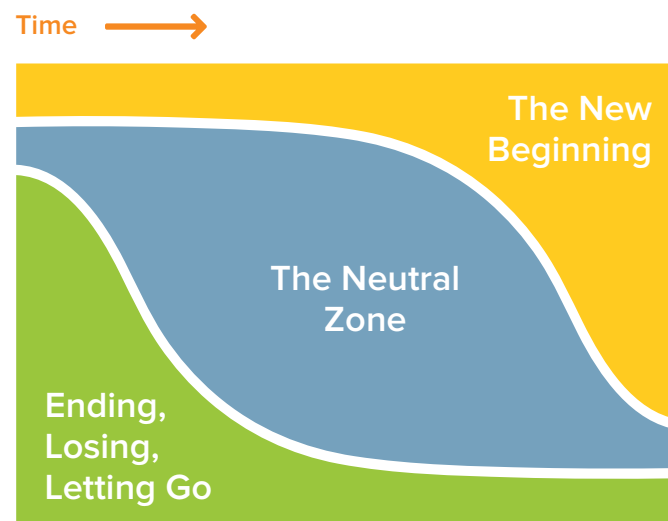 Time
The New
Beginning
The Neutral
Zone
Ending,
Losing,
Letting Go